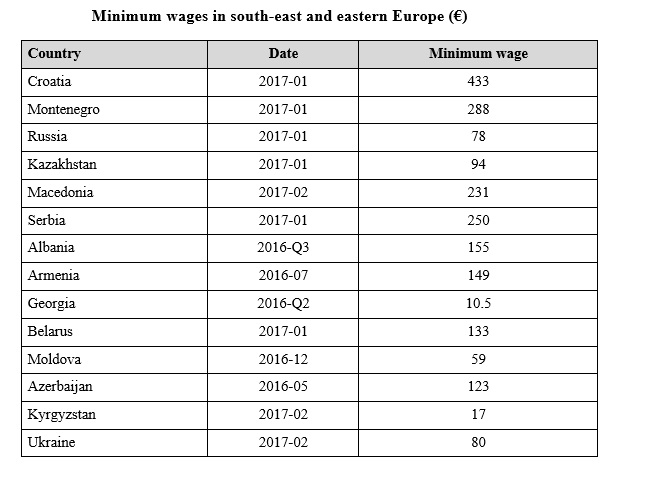 Minimum wages in south-east and eastern Europe (€)
Country Date Minimum wage
Croatia 2017-01 433
Montenegro 2017-01 288
Russia 2017-01 78
Kazakhstan 2017-01 94
Macedonia 2017-02 231
Serbia 2017-01 250
Albania 2016-Q3 155
Armenia 2016-07 149
Georgia 2016-Q2 10.5
Belarus 2017-01 133
Moldova 2016-12 59
Azerbaijan 2016-05 123
Kyrgyzstan 2017-02 17
Ukraine 2017-02 80